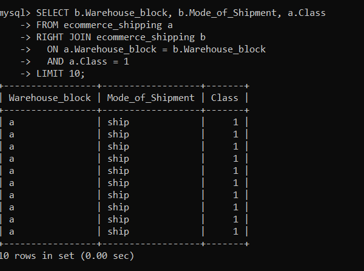 mysql> SELECT b.Warehouse_block, b.Mode_of_Shipment, a.Class
    -> FROM ecommerce_shipping a
    -> RIGHT JOIN ecommerce_shipping b
    ->   ON a.Warehouse_block = b.Warehouse_block
    ->   AND a.Class = 1
    -> LIMIT 10;
+-----------------+------------------+-------+
| Warehouse_block | Mode_of_Shipment | Class |
+-----------------+------------------+-------+
| a               | ship             |     1 |
| a               | ship             |     1 |
| a               | ship             |     1 |
| a               | ship             |     1 |
| a               | ship             |     1 |
| a               | ship             |     1 |
| a               | ship             |     1 |
| a               | ship             |     1 |
| a               | ship             |     1 |
| a               | ship             |     1 |
+-----------------+------------------+-------+
10 rows in set (0.00 sec)